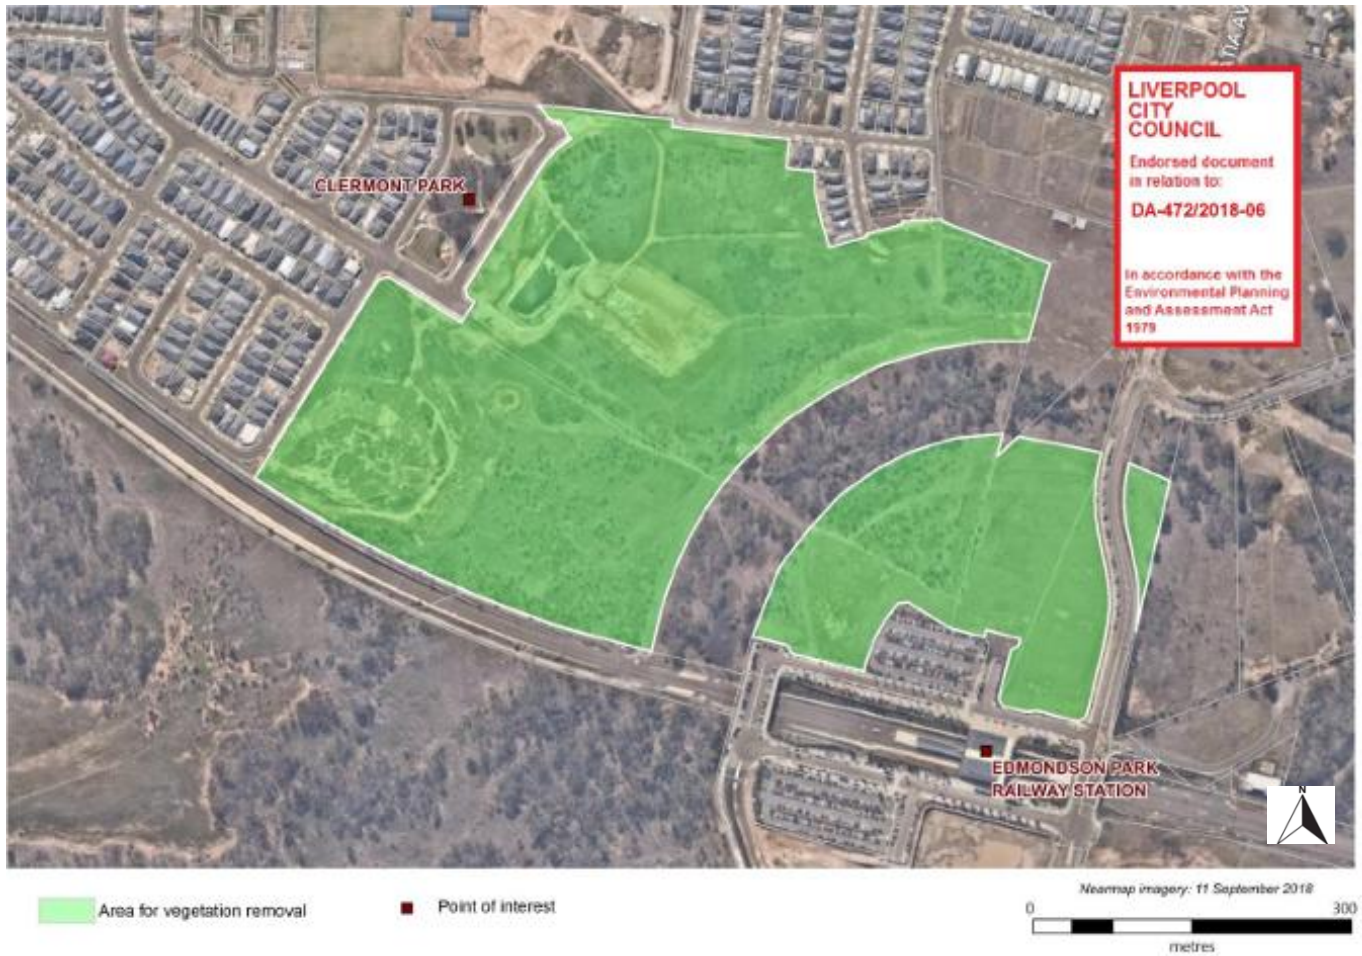 TIA AV
LIVERPOOL
CITY
COUNCIL
Endorsed document
in relation to:
DA-472/2018-06
In accordance with the
Environmental Planning
and Assessment Act
1979
CLERMONT PARK
EDMONDSON PARK
RAILWAY STATION
N
Area for vegetation removal
Point of interest
Nearmap imagery: 11 September 2018
0
300
metres